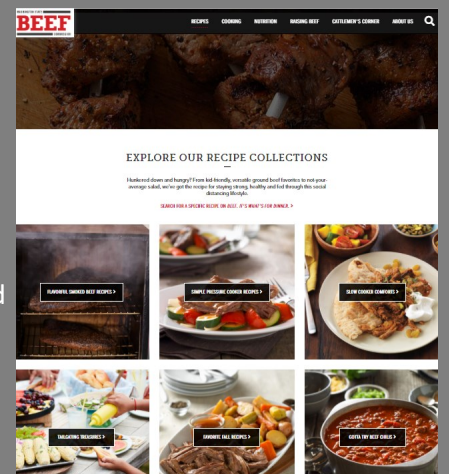 WASHINGTON STATE
BEEF
COMMISSION
RECIPES COOKING NUTRITION RAISING BEEF CATTLEMEN'S CORNER ABOUT US
EXPLORE OUR RECIPE COLLECTIONS
Hunkered down and hungry? From kid-friendly, versatile ground beef favorites to not-your-
average salad, we've got the recipe for staying strong, healthy and fed through this social
distancing lifestyle.
SEARCH FOR A SPECIFIC RECIPE ON BEEF. IT'S WHAT'S FOR DINNER. >
FLAVORFUL SMOKED BEEF RECIPES >
SIMPLE PRESSURE COOKER RECIPES >
SLOW COOKER COMFORTS >
TAILGATING TREASURES >
FAVORITE FALL RECIPES >
GOTTA TRY BEEF CHILIS >